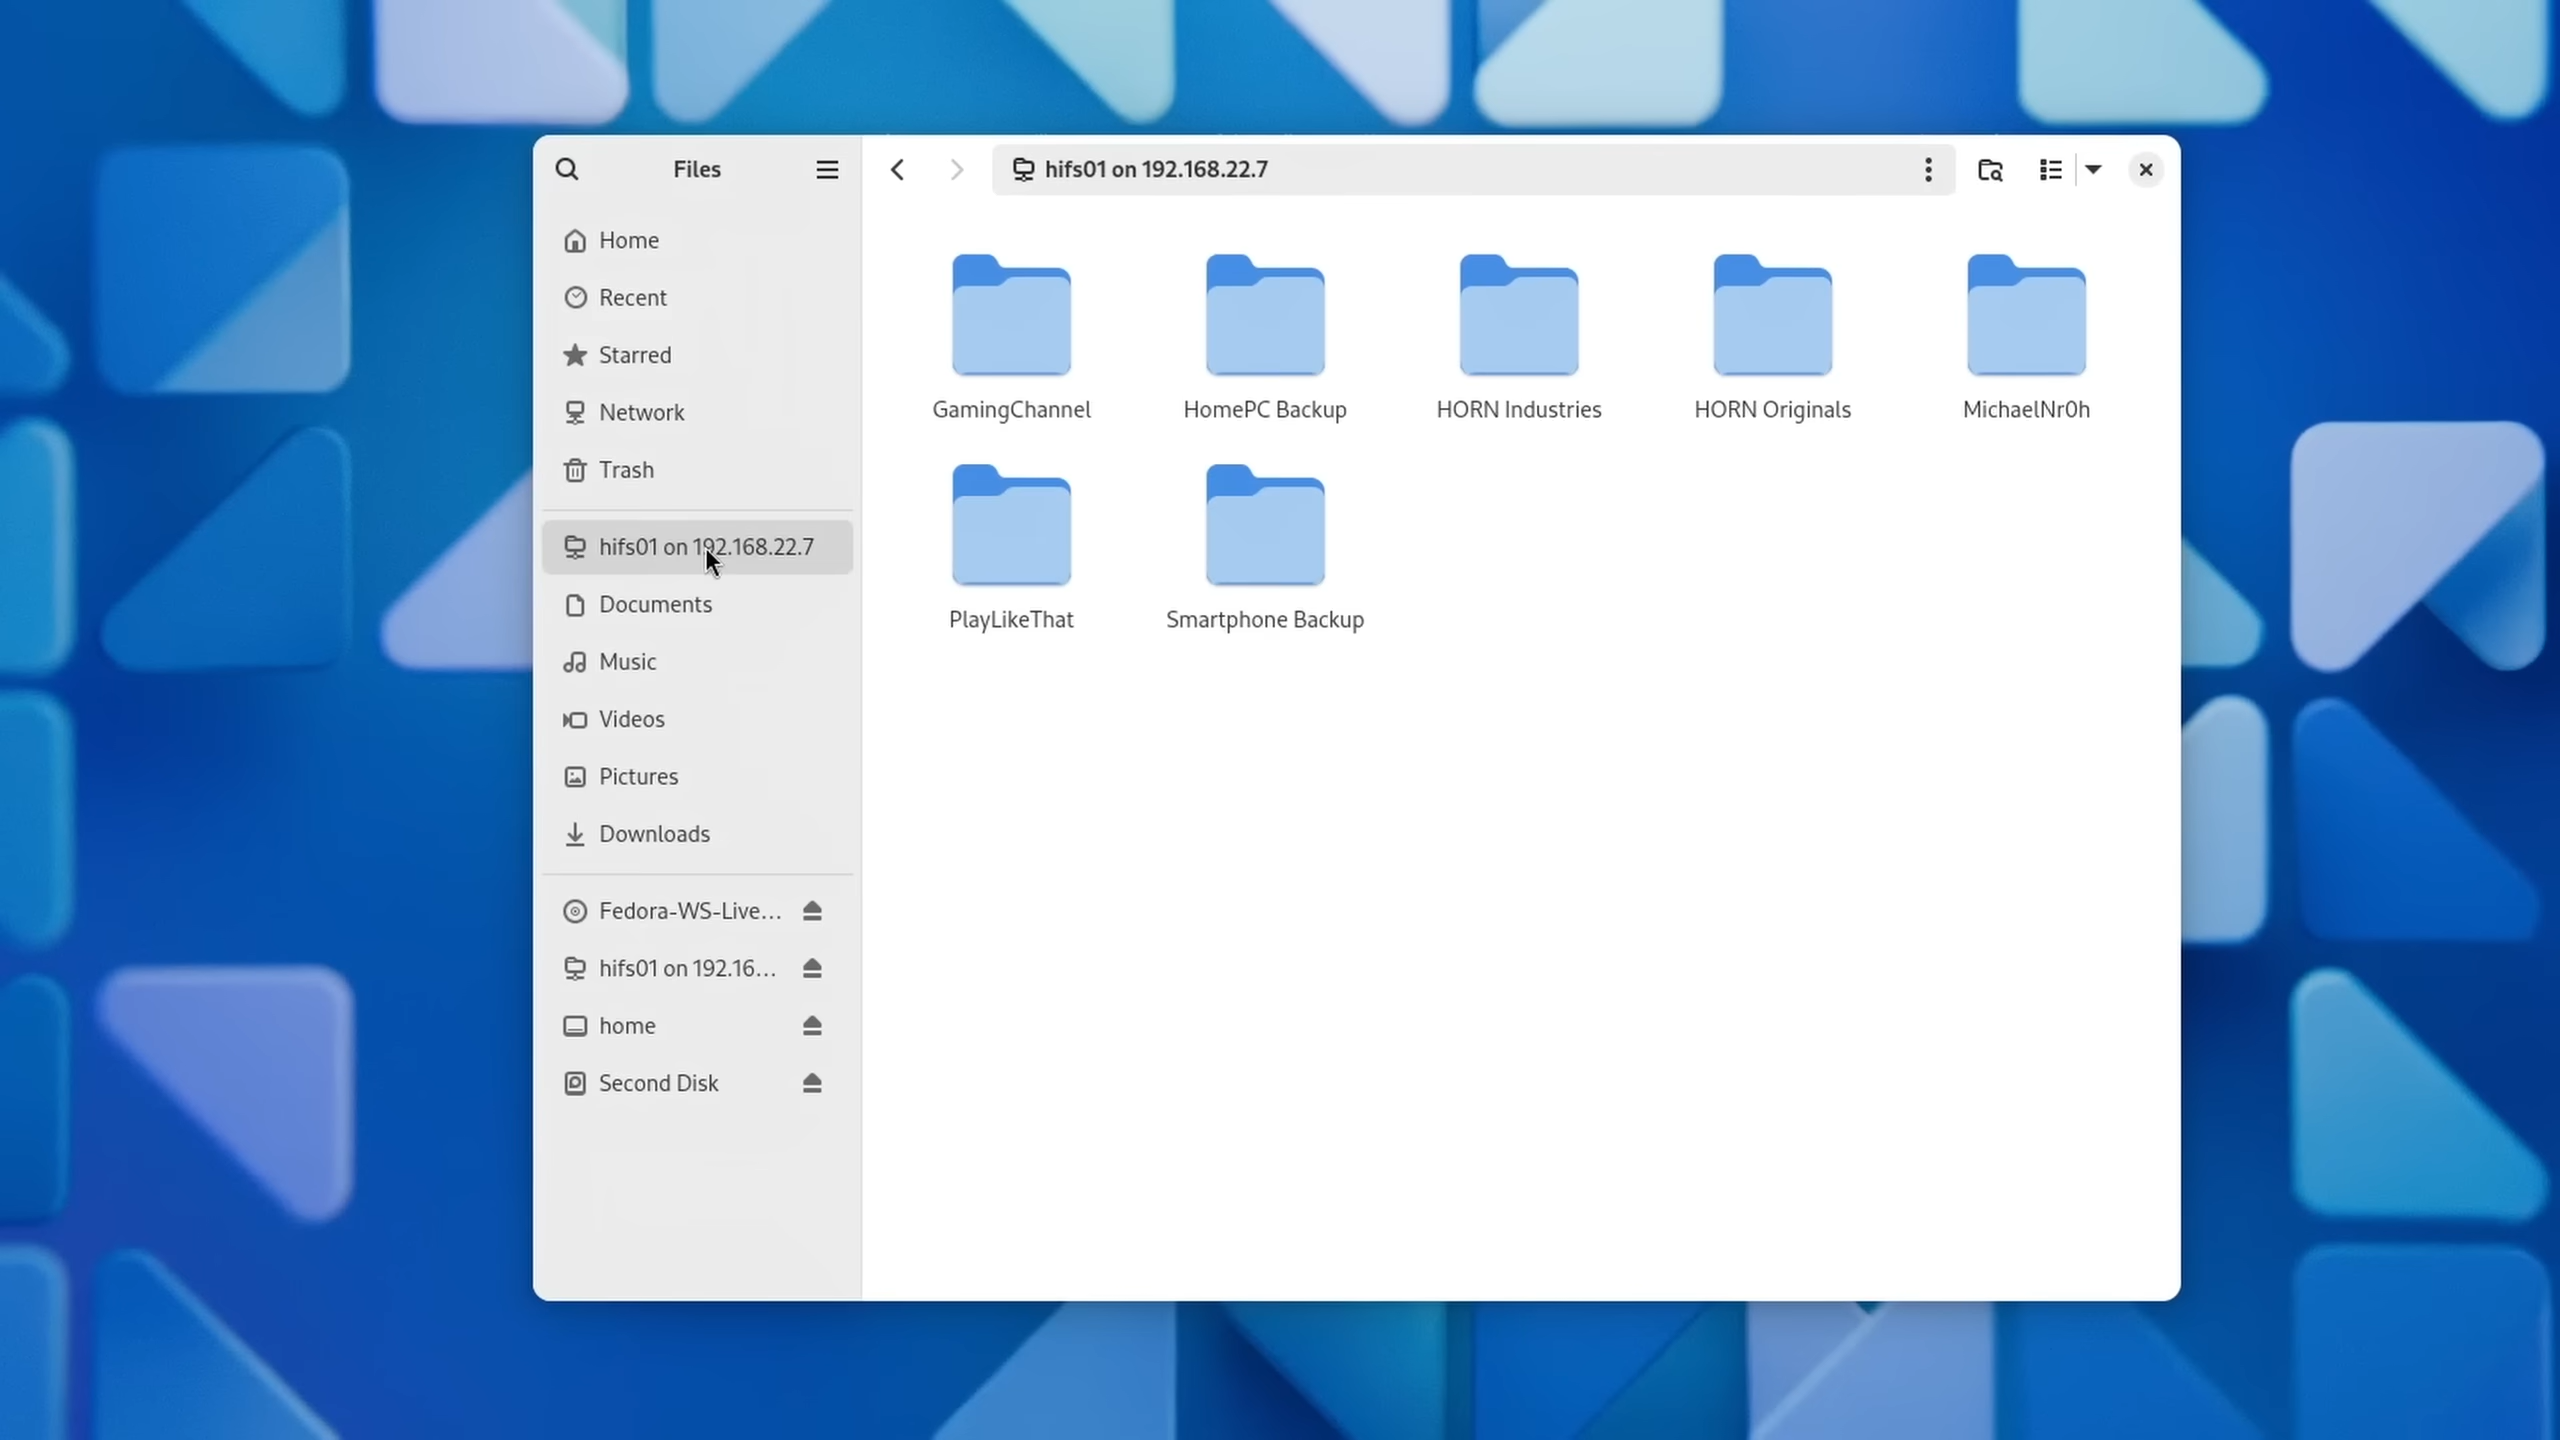 Files
hifs01 on 192.168.22.7
Home
Recent
Starred
Network
Trash
hifs01 on 192.168.22.7
Documents
Music
Videos
Pictures
Downloads
Fedora-WS-Live...
hifs01 on 192.16...
home
Second Disk
GamingChannel
HomePC Backup
HORN Industries
HORN Originals
MichaelNr0h
PlayLikeThat
Smartphone Backup